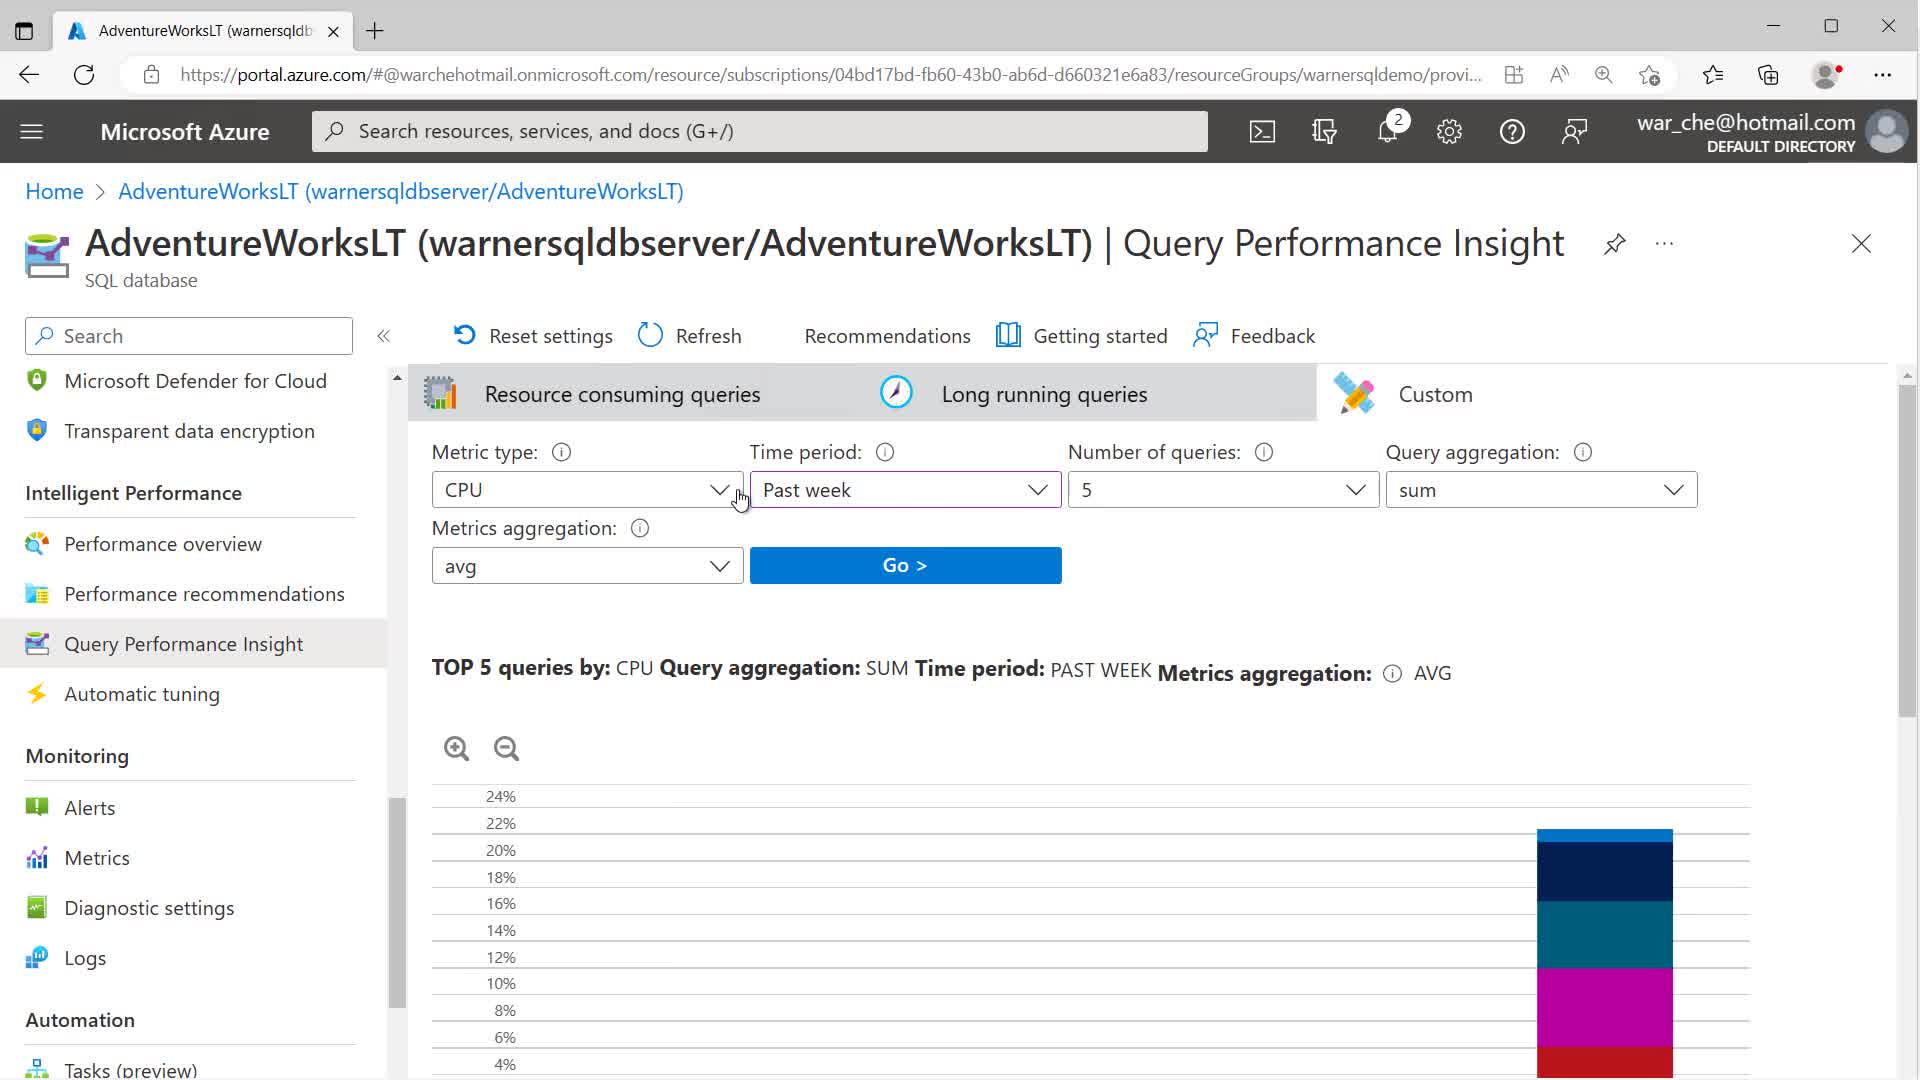 AdventureWorksLT (warnersqldb
https://portal.azure.com/#@warchehotmail.onmicrosoft.com/resource/subscriptions/04bd17bd-fb60-43b0-ab6d-d660321e6a83/resourceGroups/warnersqldemo/provi...
Microsoft Azure
Search resources, services, and docs (G+/)
2
war_che@hotmail.com
DEFAULT DIRECTORY
Home > AdventureWorksLT (warnersqldbserver/AdventureWorksLT)
AdventureWorksLT (warnersqldbserver/AdventureWorksLT) | Query Performance Insight
SQL database
Search
Reset settings Refresh Recommendations Getting started Feedback
Microsoft Defender for Cloud
Transparent data encryption
Intelligent Performance
Performance overview
Performance recommendations
Query Performance Insight
Automatic tuning
Monitoring
Alerts
Metrics
Diagnostic settings
Logs
Automation
Tasks (preview)
Resource consuming queries Long running queries Custom
Metric type: Time period: Number of queries: Query aggregation:
CPU Past week 5 sum
Metrics aggregation:
avg Go >
TOP 5 queries by: CPU Query aggregation: SUM Time period: PAST WEEK Metrics aggregation: AVG
24%
22%
20%
18%
16%
14%
12%
10%
8%
6%
4%